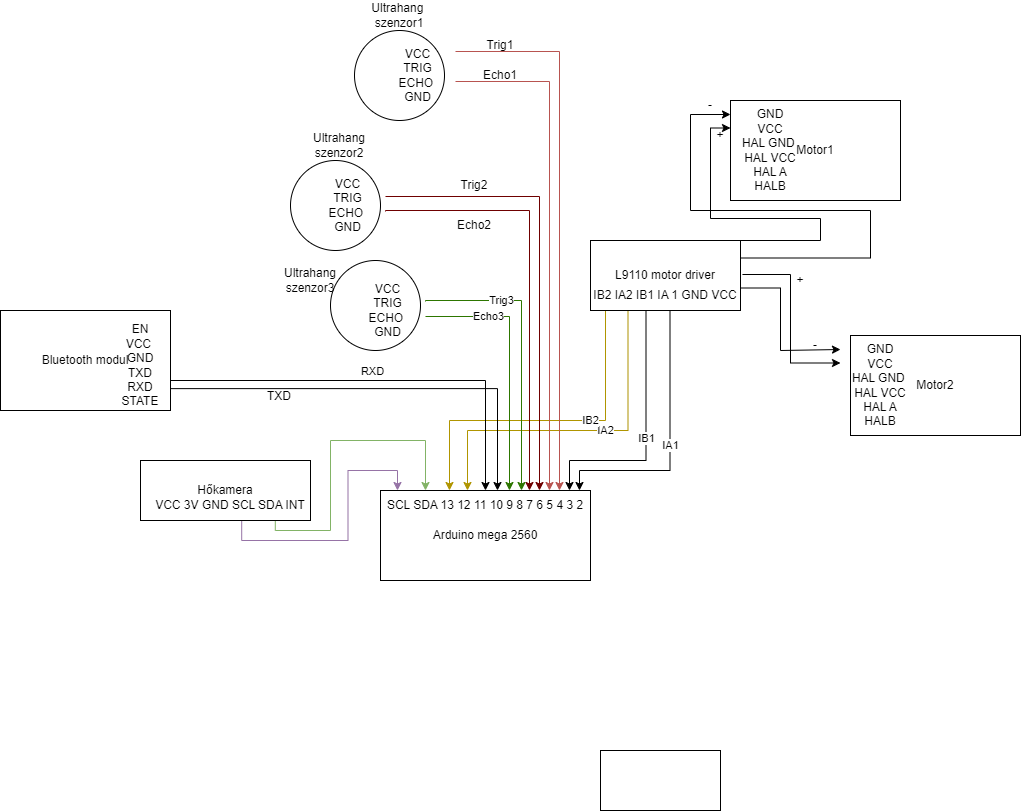 Ultrahang
szenzor1
VCC
TRIG
ECHO
GND
Trig1
Echo1
Ultrahang
szenzor2
VCC
TRIG
ECHO
GND
Trig2
Echo2
Ultrahang
szenzor3
VCC
TRIG
ECHO
GND
Trig3
Echo3
-
+
GND
VCC
HAL GND
HAL VCC
HAL A
HALB
Motor1
L9110 motor driver
IB2 IA2 IB1 IA 1 GND VCC
+
-
GND
VCC
HAL GND
HAL VCC
HAL A
HALB
Motor2
Bluetooth modul
EN
VCC
GND
TXD
RXD
STATE
RXD
TXD
IB2
IA2
IB1
IA1
Hőkamera
VCC 3V GND SCL SDA INT
SCL SDA 13 12 11 10 9 8 7 6 5 4 3 2
Arduino mega 2560